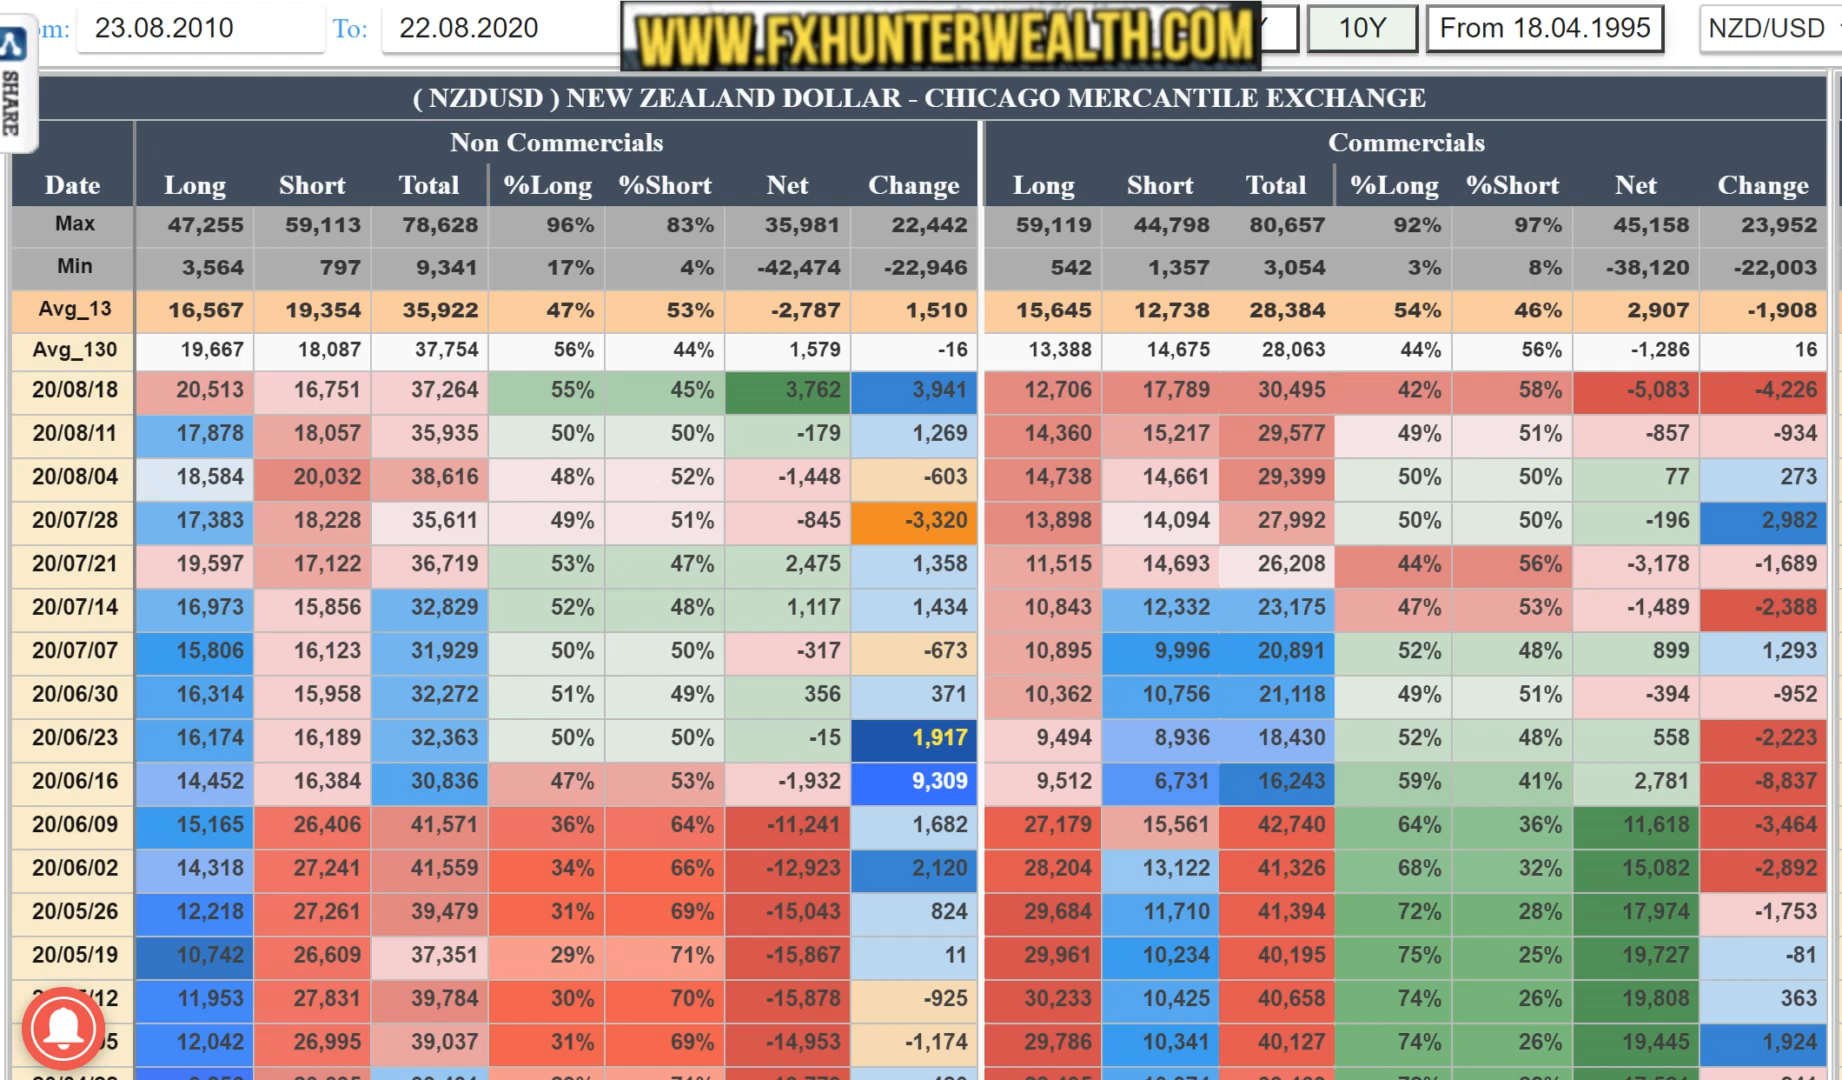 om: 23.08.2010 To: 22.08.2020 WWW.FXHUNTERWEALTH.COM 10Y From 18.04.1995 NZD/USD
SHARE
( NZDUSD ) NEW ZEALAND DOLLAR - CHICAGO MERCANTILE EXCHANGE
Non Commercials Commercials
Date Long Short Total %Long %Short Net Change Long Short Total %Long %Short Net Change
Max 47,255 59,113 78,628 96% 83% 35,981 22,442 59,119 44,798 80,657 92% 97% 45,158 23,952
Min 3,564 797 9,341 17% 4% -42,474 -22,946 542 1,357 3,054 3% 8% -38,120 -22,003
Avg_13 16,567 19,354 35,922 47% 53% -2,787 1,510 15,645 12,738 28,384 54% 46% 2,907 -1,908
Avg_130 19,667 18,087 37,754 56% 44% 1,579 -16 13,388 14,675 28,063 44% 56% -1,286 16
20/08/18 20,513 16,751 37,264 55% 45% 3,762 3,941 12,706 17,789 30,495 42% 58% -5,083 -4,226
20/08/11 17,878 18,057 35,935 50% 50% -179 1,269 14,360 15,217 29,577 49% 51% -857 -934
20/08/04 18,584 20,032 38,616 48% 52% -1,448 -603 14,738 14,661 29,399 50% 50% 77 273
20/07/28 17,383 18,228 35,611 49% 51% -845 -3,320 13,898 14,094 27,992 50% 50% -196 2,982
20/07/21 19,597 17,122 36,719 53% 47% 2,475 1,358 11,515 14,693 26,208 44% 56% -3,178 -1,689
20/07/14 16,973 15,856 32,829 52% 48% 1,117 1,434 10,843 12,332 23,175 47% 53% -1,489 -2,388
20/07/07 15,806 16,123 31,929 50% 50% -317 -673 10,895 9,996 20,891 52% 48% 899 1,293
20/06/30 16,314 15,958 32,272 51% 49% 356 371 10,362 10,756 21,118 49% 51% -394 -952
20/06/23 16,174 16,189 32,363 50% 50% -15 1,917 9,494 8,936 18,430 52% 48% 558 -2,223
20/06/16 14,452 16,384 30,836 47% 53% -1,932 9,309 9,512 6,731 16,243 59% 41% 2,781 -8,837
20/06/09 15,165 26,406 41,571 36% 64% -11,241 1,682 27,179 15,561 42,740 64% 36% 11,618 -3,464
20/06/02 14,318 27,241 41,559 34% 66% -12,923 2,120 28,204 13,122 41,326 68% 32% 15,082 -2,892
20/05/26 12,218 27,261 39,479 31% 69% -15,043 824 29,684 11,710 41,394 72% 28% 17,974 -1,753
20/05/19 10,742 26,609 37,351 29% 71% -15,867 11 29,961 10,234 40,195 75% 25% 19,727 -81
/12 11,953 27,831 39,784 30% 70% -15,878 -925 30,233 10,425 40,658 74% 26% 19,808 363
05 12,042 26,995 39,037 31% 69% -14,953 -1,174 29,786 10,341 40,127 74% 26% 19,445 1,924